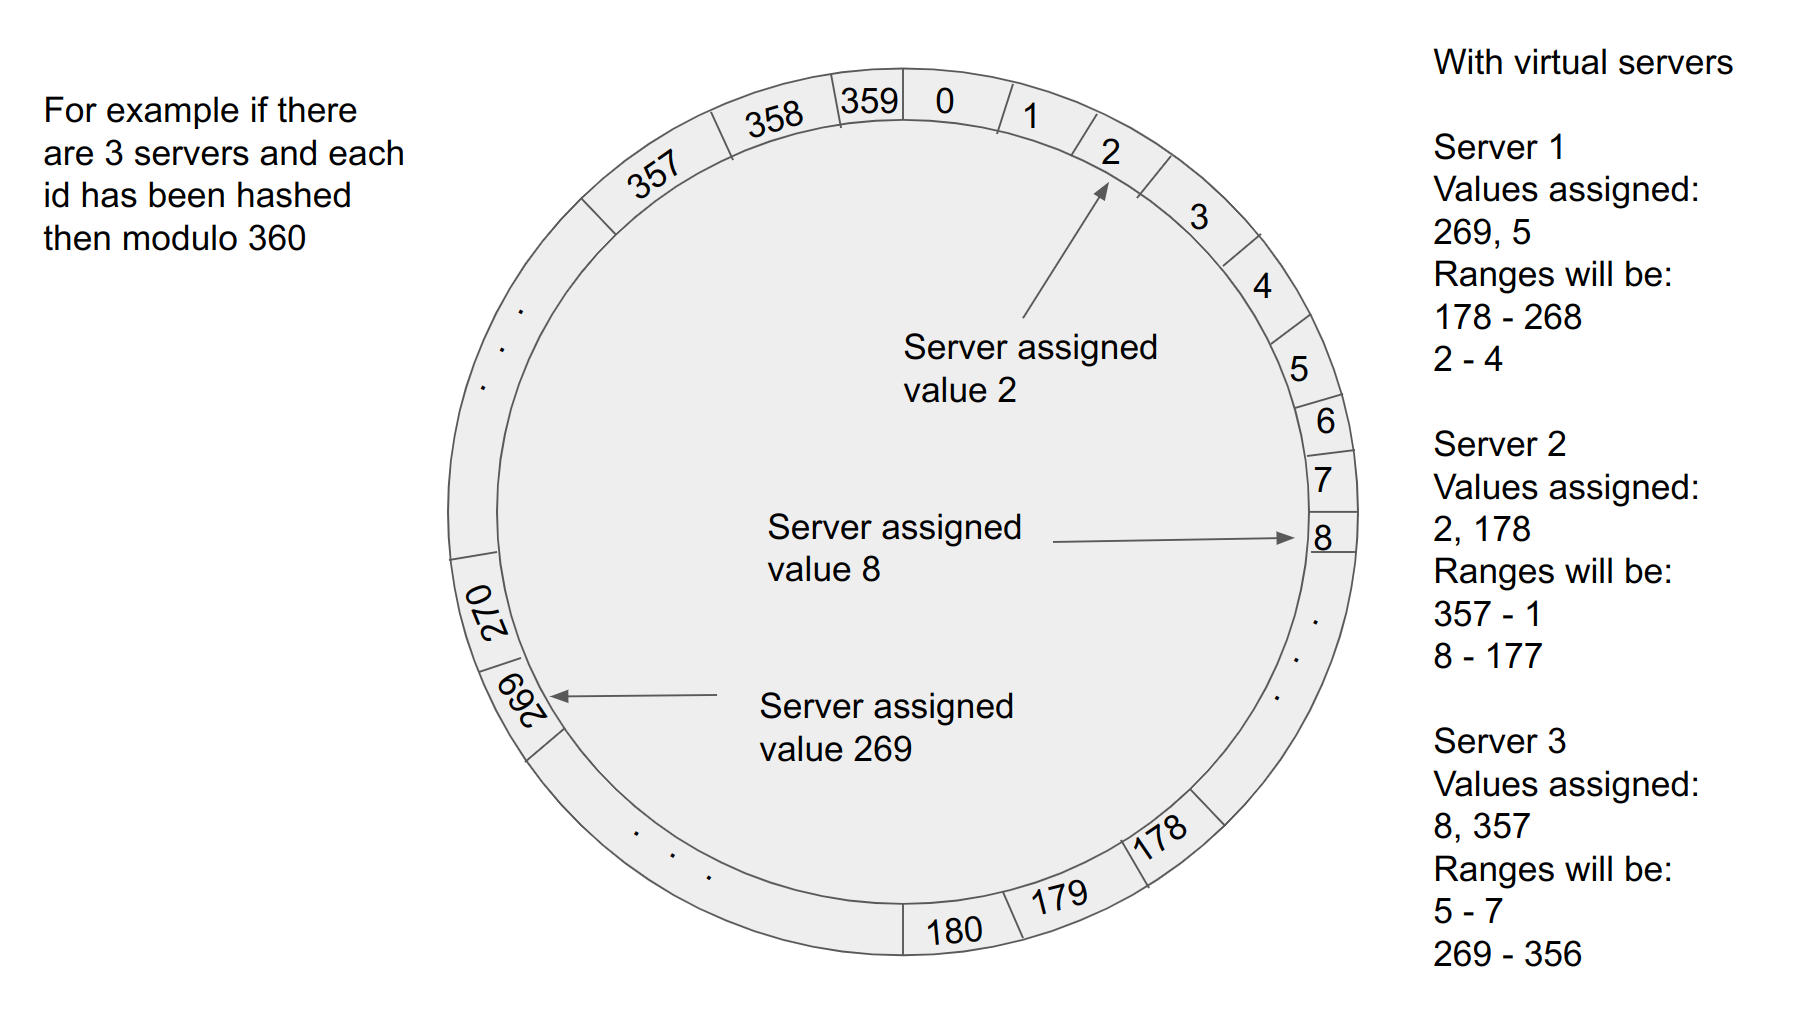 For example if there
are 3 servers and each
id has been hashed
then modulo 360
357
358
359
0
1
2
3
4
5
6
7
8
.
.
.
178
179
180
.
.
.
269
270
.
.
.
Server assigned
value 2
Server assigned
value 8
Server assigned
value 269
With virtual servers
Server 1
Values assigned:
269, 5
Ranges will be:
178 - 268
2 - 4
Server 2
Values assigned:
2, 178
Ranges will be:
357 - 1
8 - 177
Server 3
Values assigned:
8, 357
Ranges will be:
5 - 7
269 - 356